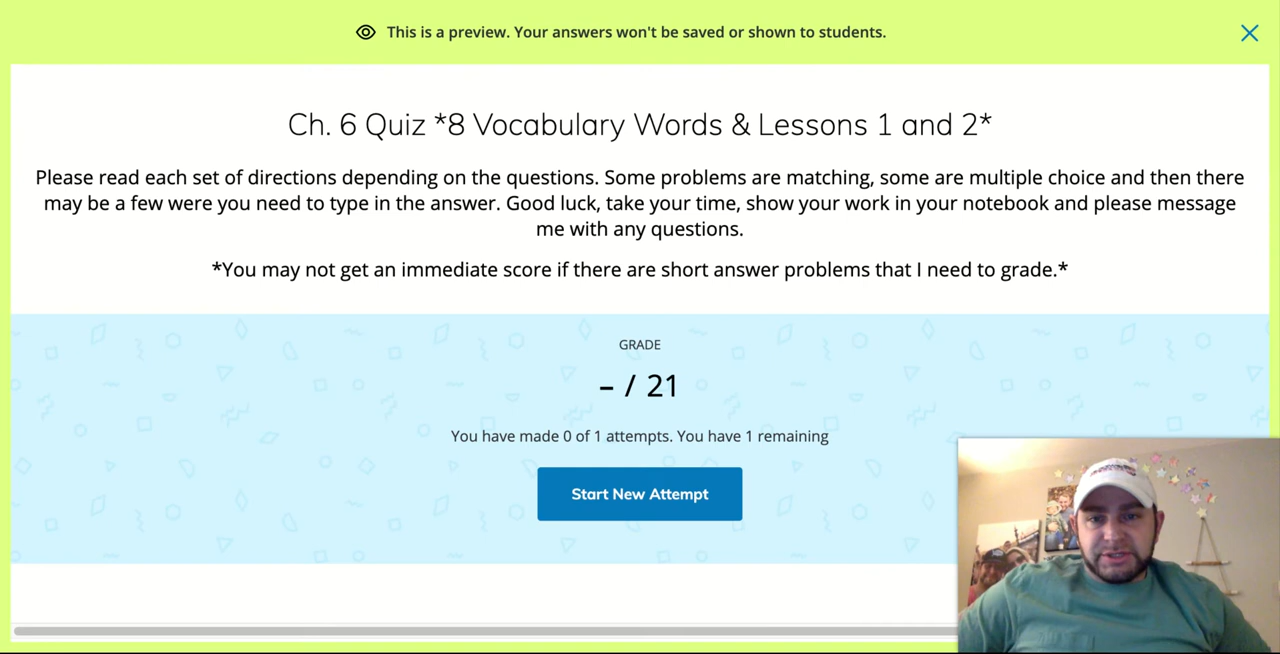 This is a preview. Your answers won't be saved or shown to students.
Ch. 6 Quiz *8 Vocabulary Words & Lessons 1 and 2*
Please read each set of directions depending on the questions. Some problems are matching, some are multiple choice and then there
may be a few were you need to type in the answer. Good luck, take your time, show your work in your notebook and please message
me with any questions.
*You may not get an immediate score if there are short answer problems that I need to grade.*
GRADE
– / 21
You have made 0 of 1 attempts. You have 1 remaining
Start New Attempt